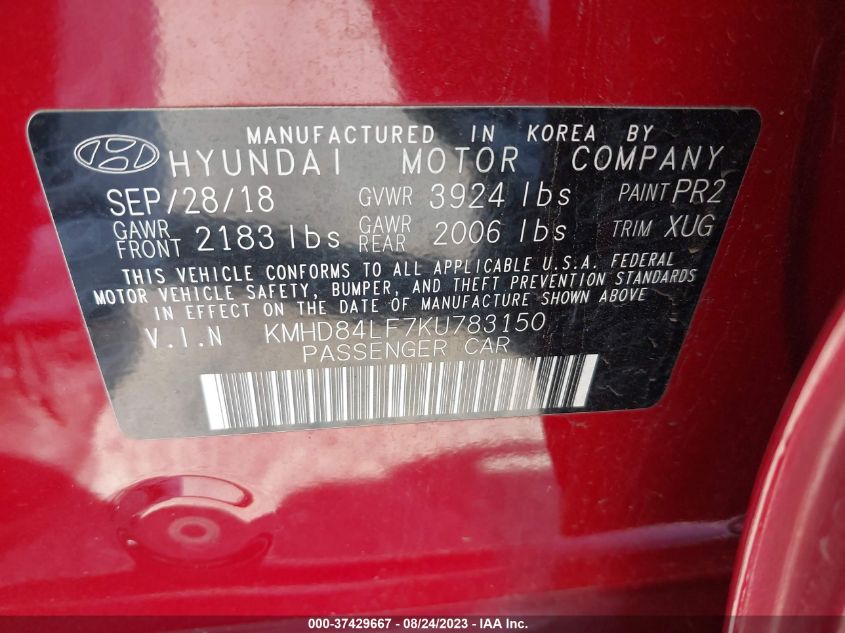 MANUFACTURED IN KOREA BY
HYUNDAI MOTOR COMPANY
SEP/28/18 GVWR 3924 lbs PAINT PR2
GAWR FRONT 2183 lbs GAWR REAR 2006 lbs TRIM XUG
THIS VEHICLE CONFORMS TO ALL APPLICABLE U.S.A. FEDERAL
MOTOR VEHICLE SAFETY, BUMPER, AND THEFT PREVENTION STANDARDS
IN EFFECT ON THE DATE OF MANUFACTURE SHOWN ABOVE
V.I.N KMHD84LF7KU783150
PASSENGER CAR
000-37429667 - 08/24/2023 - IAA Inc.